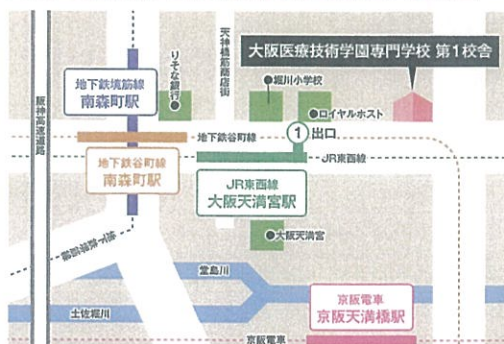 大阪医療技術学園専門学校 第1校舎
天神橋筋商店街
りそな銀行
堀川小学校
地下鉄堺筋線
南森町駅
阪神高速道路
ロイヤルホスト
1 出口
地下鉄谷町線
JR東西線
地下鉄谷町線
南森町駅
JR東西線
大阪天満宮駅
大阪天満宮
地下鉄堺筋線
堂島川
土佐堀川
京阪電車
京阪天満橋駅
京阪電車